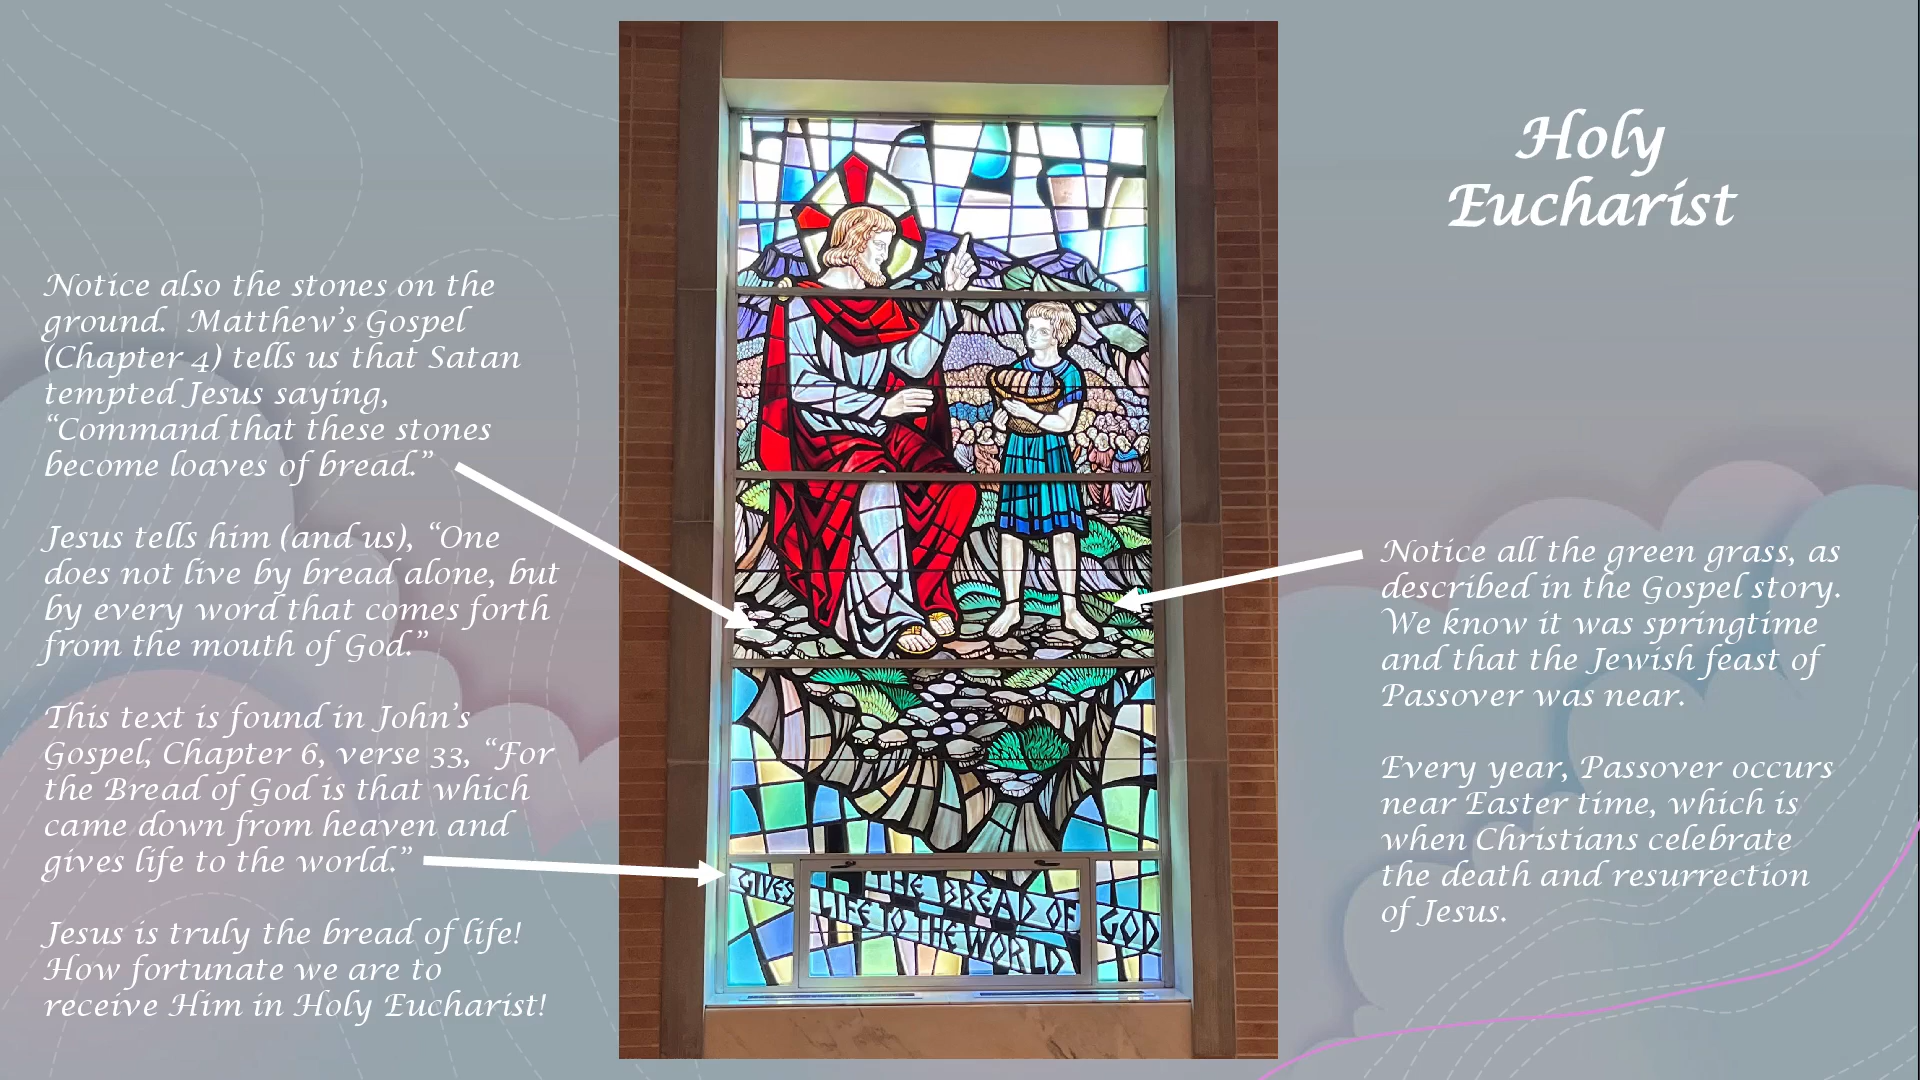 Holy
Eucharist
Notice also the stones on the
ground.  Matthew's Gospel
(Chapter 4) tells us that Satan
tempted Jesus saying,
“Command that these stones
become loaves of bread.”
Jesus tells him (and us), “One
does not live by bread alone, but
by every word that comes forth
from the mouth of God.”
This text is found in John's
Gospel, Chapter 6, verse 33, “For
the Bread of God is that which
came down from heaven and
gives life to the world.”
Jesus is truly the bread of life!
How fortunate we are to
receive Him in Holy Eucharist!
THE BREAD OF GOD
GIVES LIFE TO THE WORLD
Notice all the green grass, as
described in the Gospel story.
We know it was springtime
and that the Jewish feast of
Passover was near.
Every year, Passover occurs
near Easter time, which is
when Christians celebrate
the death and resurrection
of Jesus.